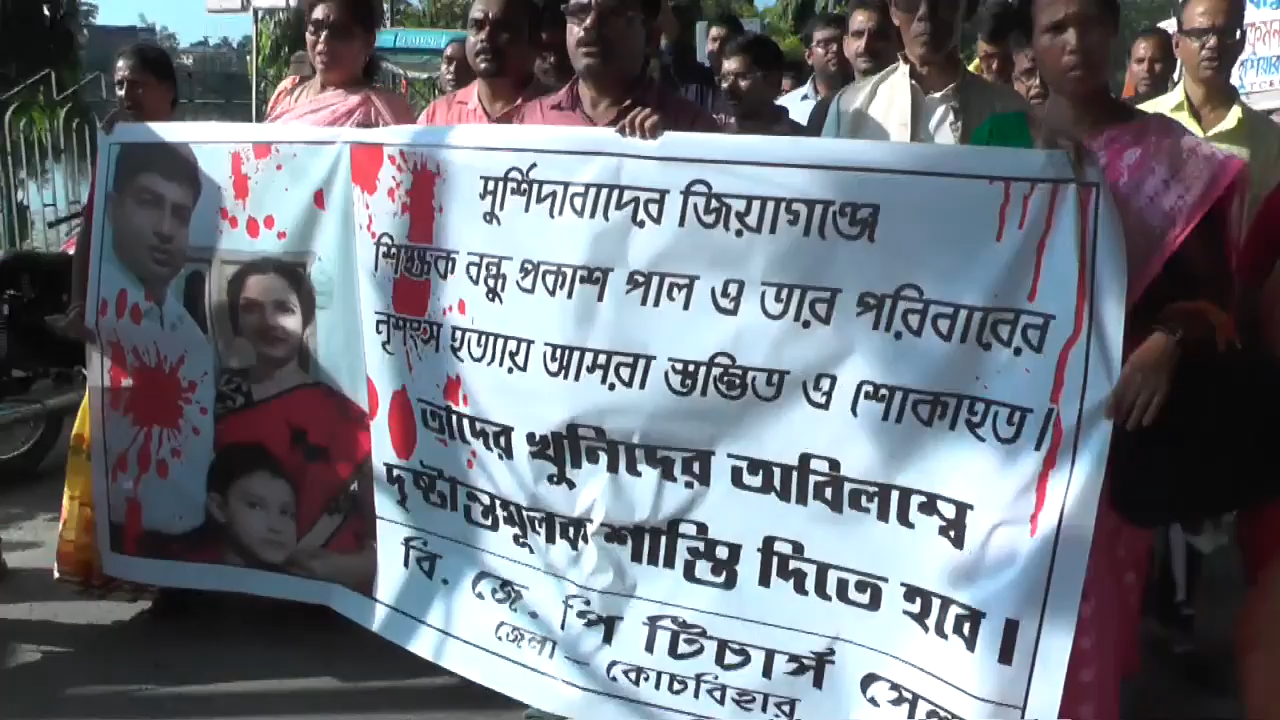 মুর্শিদাবাদের জিয়াগঞ্জে
শিক্ষক বন্ধু প্রকাশ পাল ও তার পরিবারের
নৃশংস হত্যায় আমরা স্তম্ভিত ও শোকাহত।
তাদের খুনিদের অবিলম্বে
দৃষ্টান্তমূলক শাস্তি দিতে হবে।
বি. জে. পি টিচার্স সেল
জেলা - কোচবিহার